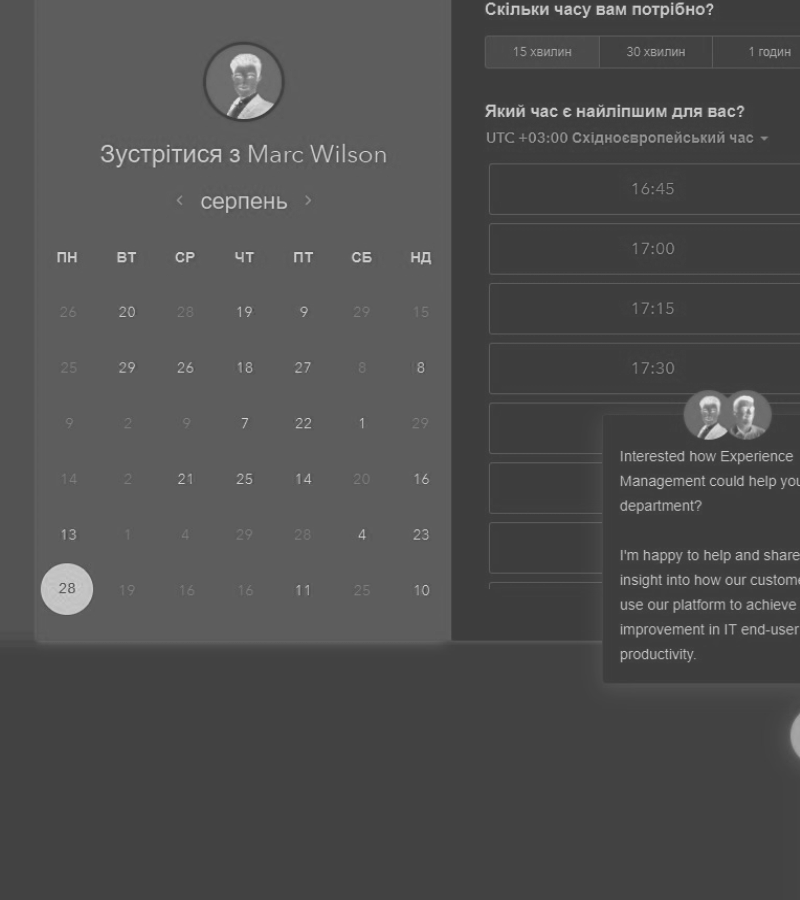 Зустрітися з Marc Wilson
серпень
ПН ВТ СР ЧТ ПТ СБ НД
26 20 28 19 9 29 15
25 29 26 18 27 8 8
9 2 9 7 22 1 29
14 2 21 25 14 20 16
13 1 4 29 28 4 23
28 19 16 16 11 25 10
Скільки часу вам потрібно?
15 хвилин 30 хвилин 1 годин
Який час є найліпшим для вас?
UTC +03:00 Східноєвропейський час
16:45
17:00
17:15
17:30
Interested how Experience
Management could help you
department?
I'm happy to help and share
insight into how our custome
use our platform to achieve
improvement in IT end-user
productivity.